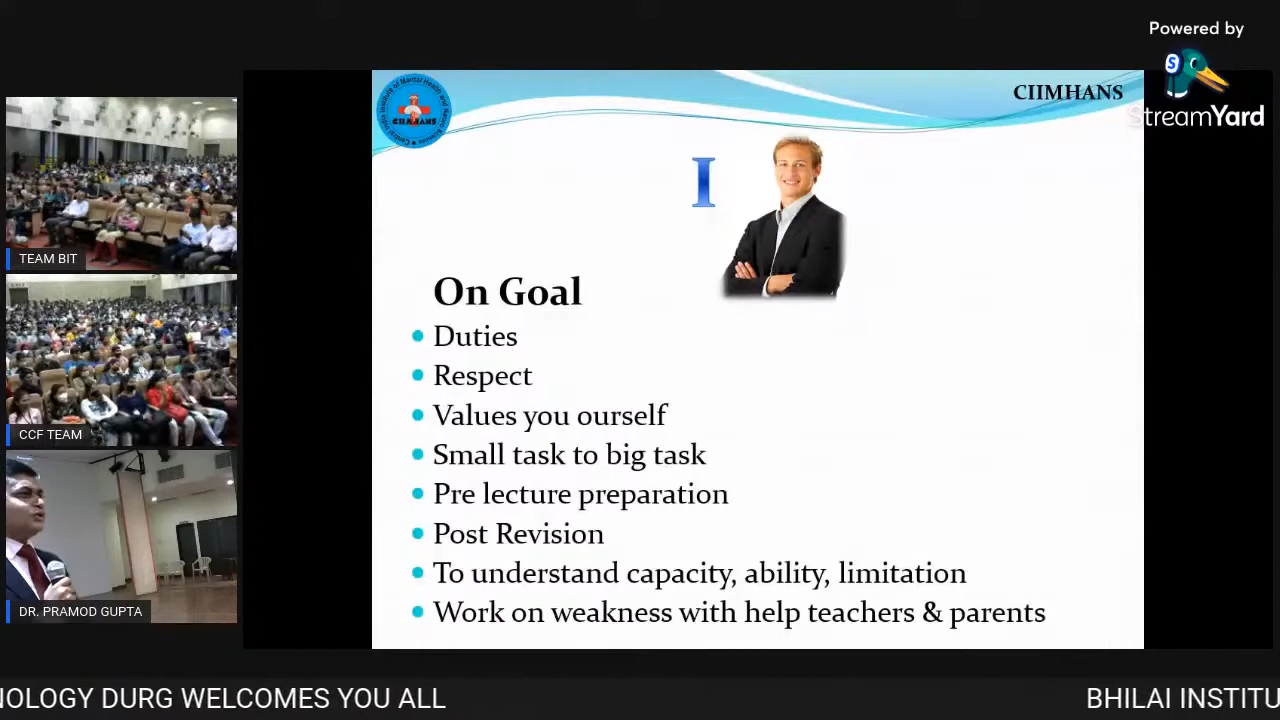 Powered by
StreamYard
CIIMHANS
CIIMHANS
I
On Goal
Duties
Respect
Values you ourself
Small task to big task
Pre lecture preparation
Post Revision
To understand capacity, ability, limitation
Work on weakness with help teachers & parents
TEAM BIT
CCF TEAM
DR. PRAMOD GUPTA
NOLOGY DURG WELCOMES YOU ALL
BHILAI INSTITU